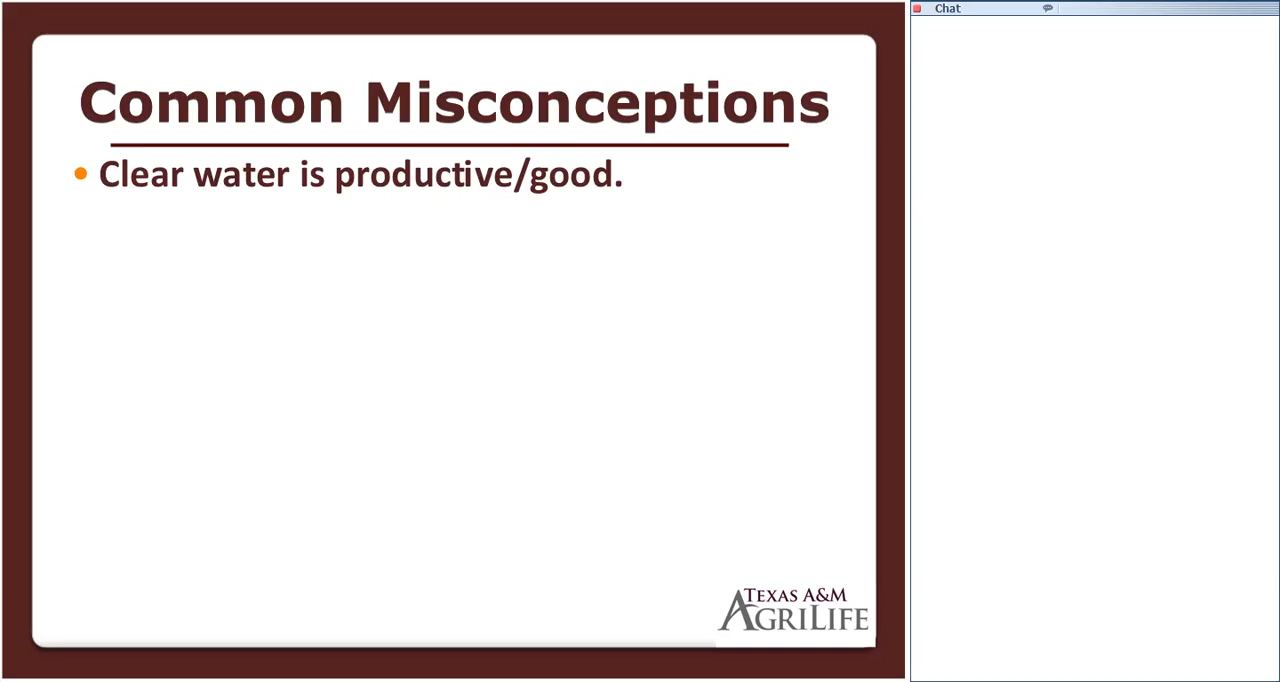 Common Misconceptions
• Clear water is productive/good.
TEXAS A&M
AGRILIFE
Chat